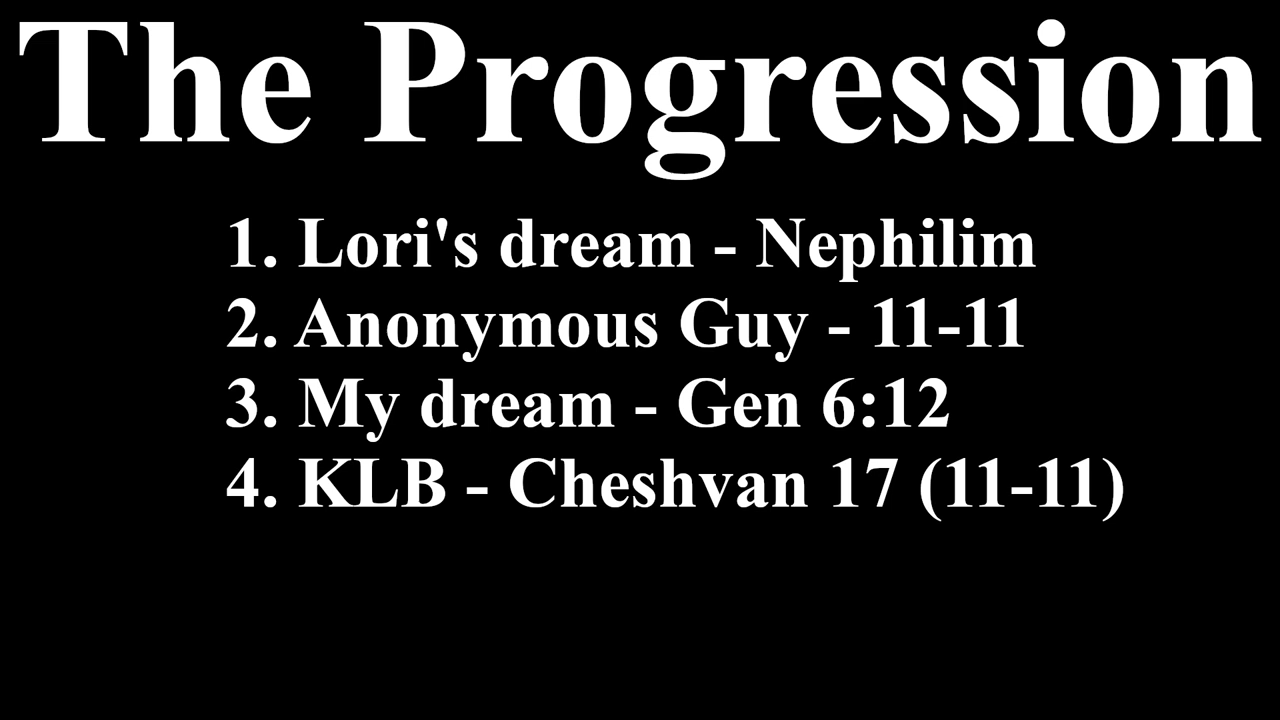 The Progression
1. Lori's dream - Nephilim
2. Anonymous Guy - 11-11
3. My dream - Gen 6:12
4. KLB - Cheshvan 17 (11-11)